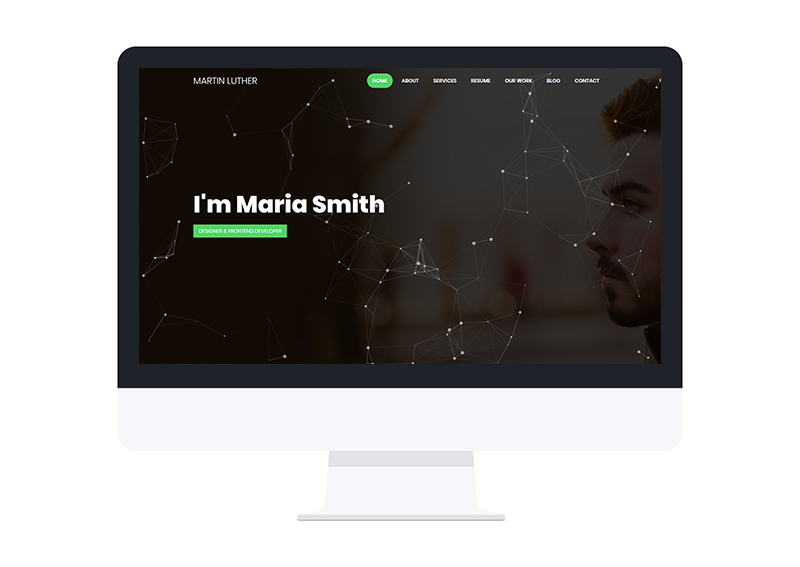 MARTIN LUTHER
HOME ABOUT SERVICES RESUME OUR WORK BLOG CONTACT
I'm Maria Smith
DESIGNER & FRONTEND DEVELOPER